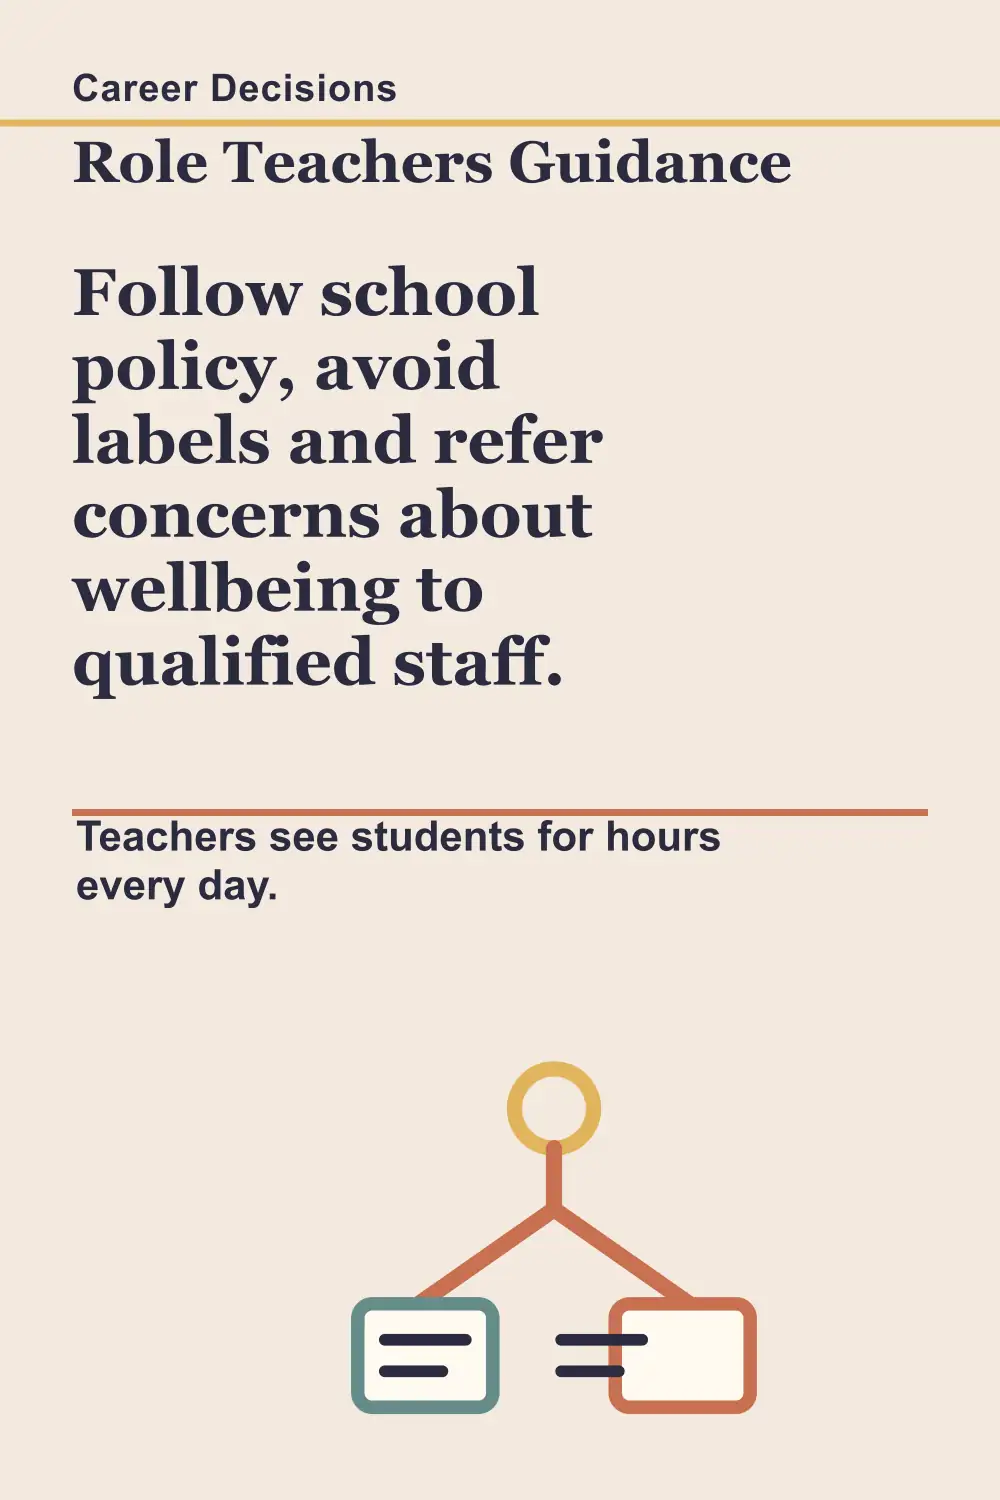 Career Decisions
Role Teachers Guidance
Follow school
policy, avoid
labels and refer
concerns about
wellbeing to
qualified staff.
Teachers see students for hours
every day.